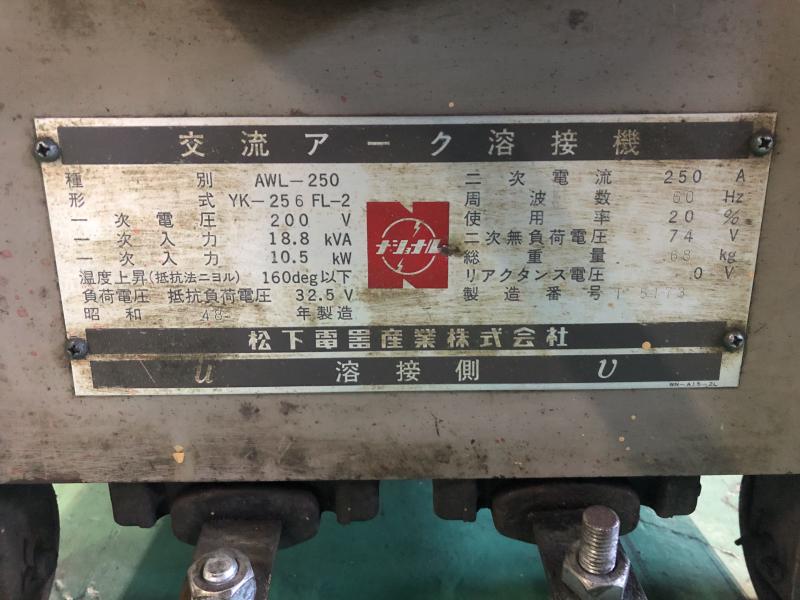 交流アーク溶接機
種別 AWL-250
形式 YK-256FL-2
一次電圧 200 V
一次入力 18.8 kVA
一次入力 10.5 kW
温度上昇(抵抗法ニヨル) 160deg以下
負荷電圧 抵抗負荷電圧 32.5 V
昭和 48 年製造
ナショナル
二次電流 250 A
周波数 60 Hz
使用率 20 %
二次無負荷電圧 74 V
総重量 68 kg
リアクタンス電圧 0 V
製造番号 T 5173
松下電器産業株式会社
u 溶接側 v